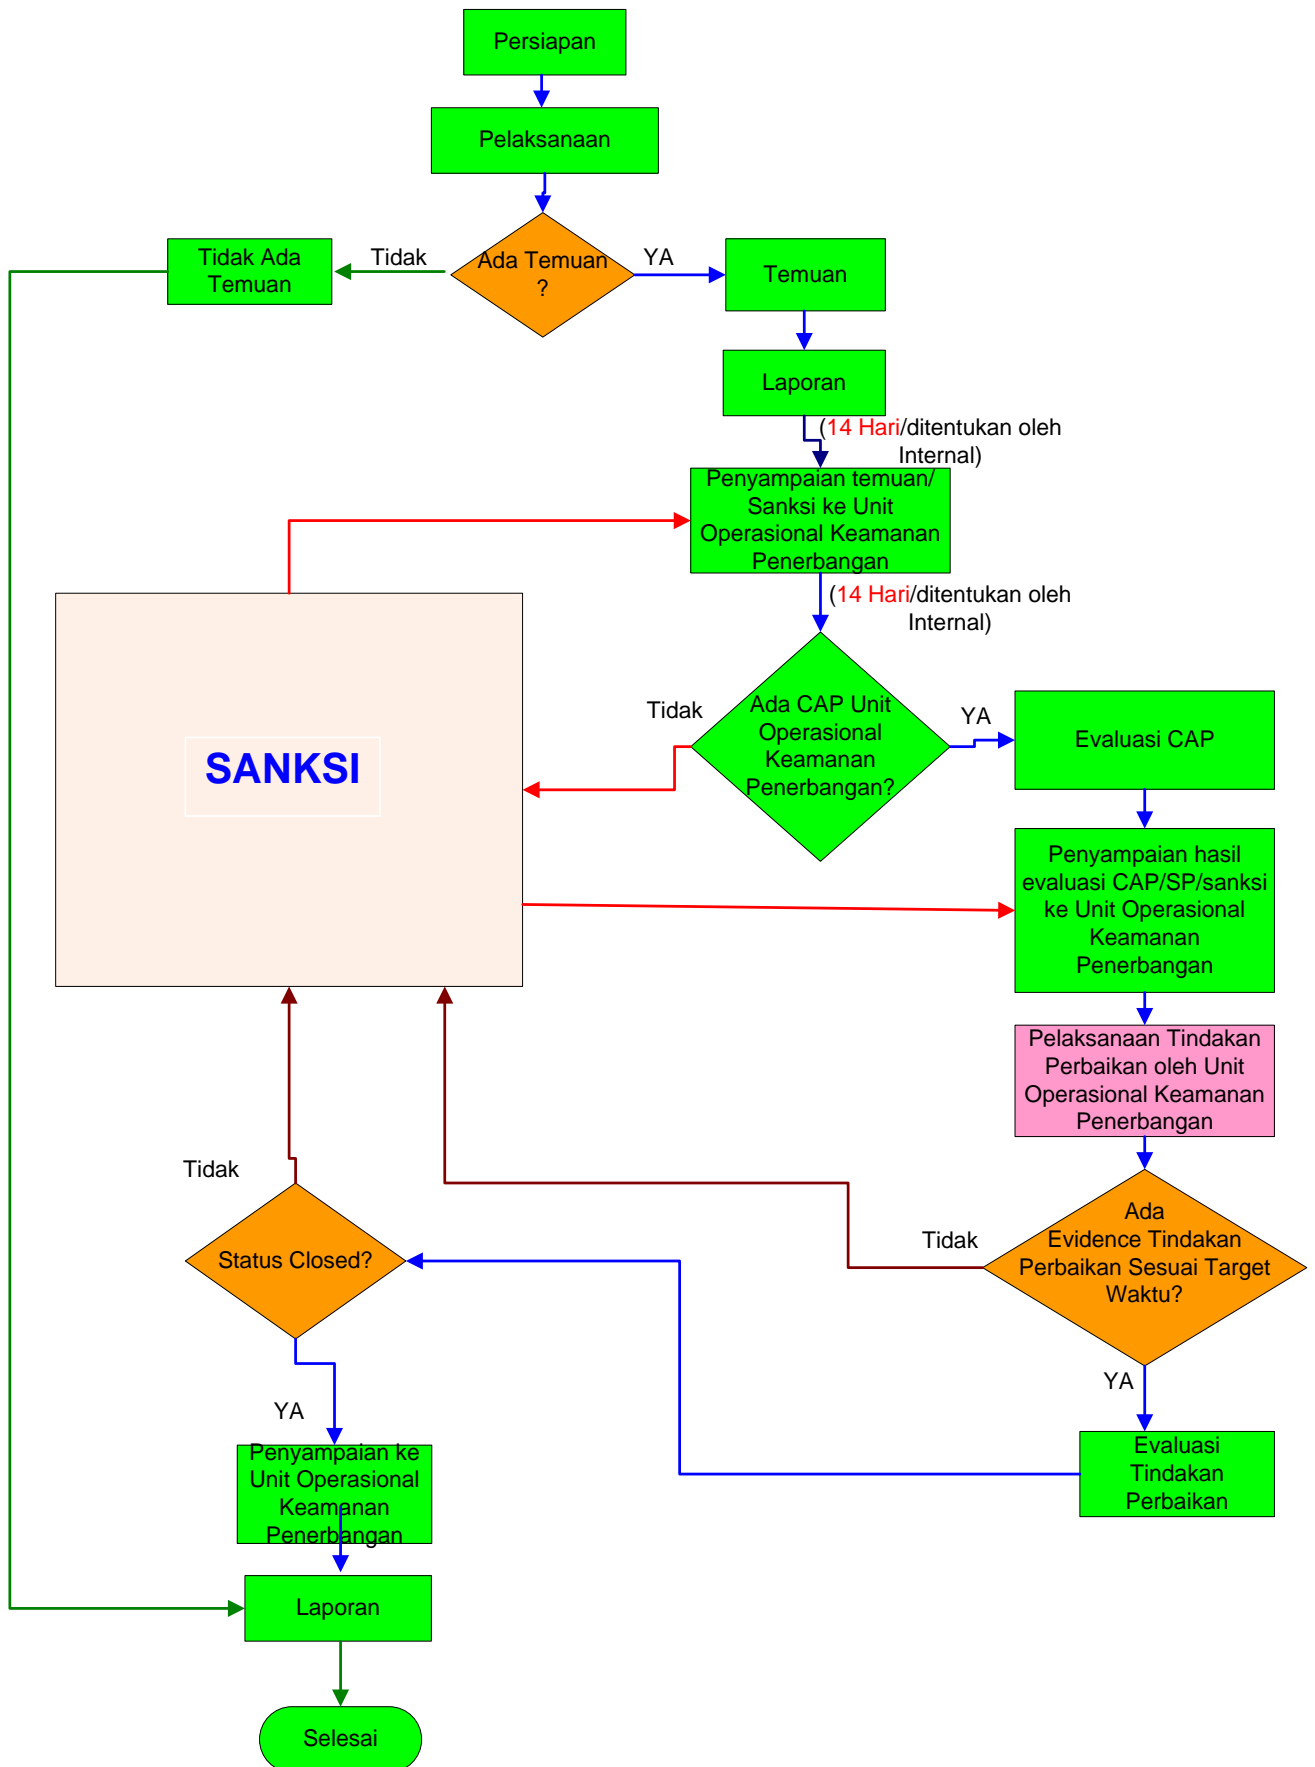 Persiapan
Pelaksanaan
Ada Temuan
?
Tidak
YA
Tidak Ada
Temuan
Temuan
Laporan
(14 Hari/ditentukan oleh
Internal)
Penyampaian temuan/
Sanksi ke Unit
Operasional Keamanan
Penerbangan
(14 Hari/ditentukan oleh
Internal)
Ada CAP Unit
Operasional
Keamanan
Penerbangan?
Tidak
YA
Evaluasi CAP
SANKSI
Penyampaian hasil
evaluasi CAP/SP/sanksi
ke Unit Operasional
Keamanan
Penerbangan
Pelaksanaan Tindakan
Perbaikan oleh Unit
Operasional Keamanan
Penerbangan
Ada
Evidence Tindakan
Perbaikan Sesuai Target
Waktu?
Tidak
YA
Evaluasi
Tindakan
Perbaikan
Tidak
Status Closed?
YA
Penyampaian ke
Unit Operasional
Keamanan
Penerbangan
Laporan
Selesai